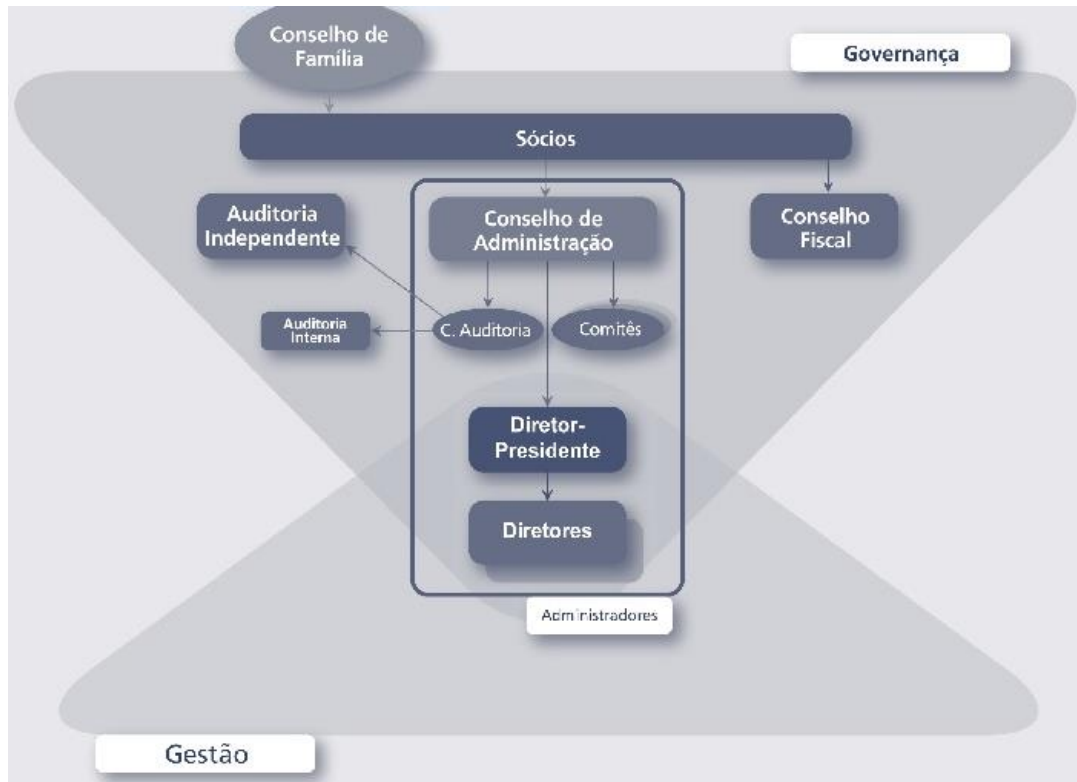 Conselho de
Família
Governança
Sócios
Auditoria
Independente
Conselho de
Administração
Conselho
Fiscal
Auditoria
Interna
C. Auditoria
Comitês
Diretor-
Presidente
Diretores
Administradores
Gestão